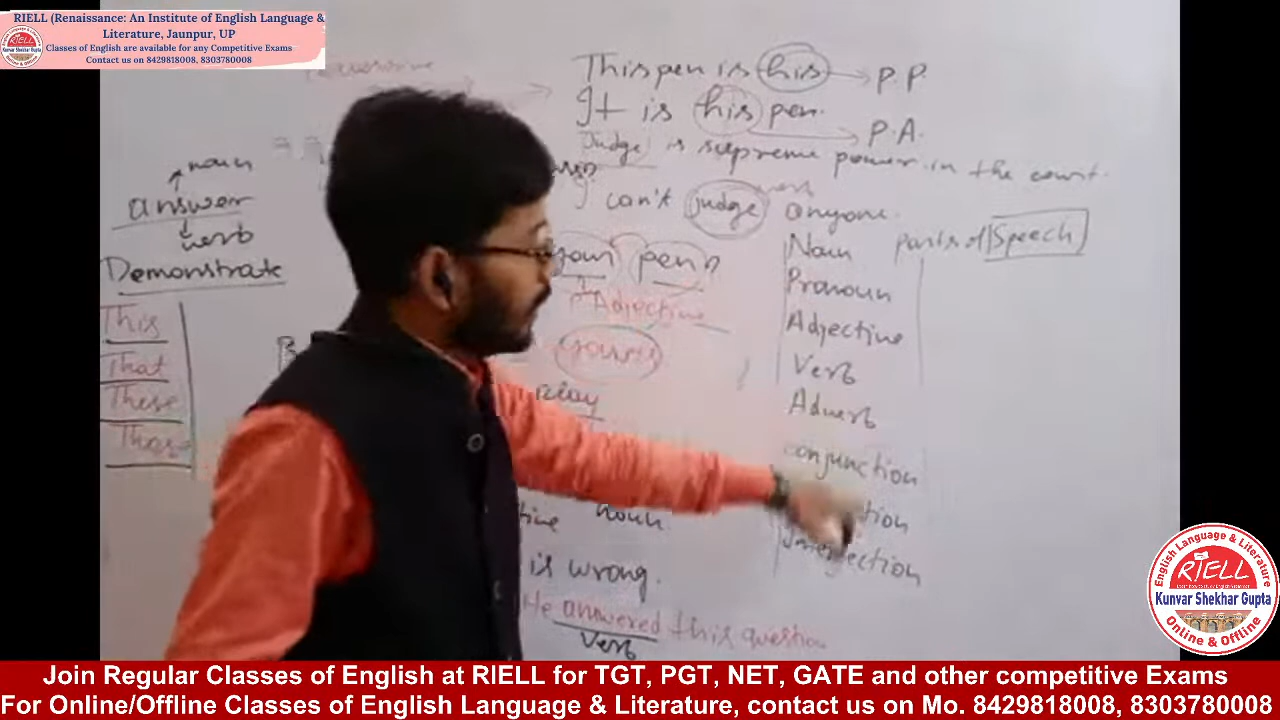 RIELL (Renaissance: An Institute of English Language &
Literature, Jaunpur, UP
Classes of English are available for any Competitive Exams
Contact us on 8429818008, 8303780008
This pen is his → P.P.
It is this pen.
P.A.
Judge is supreme power in the court.
I can't judge anyone.
verb
noun
answer
verb
Demonstrate
This
That
These
Those
your pen
Adjective
yours
Parts of Speech
Noun
Pronoun
Adjective
Verb
Adverb
Conjunction
Interjection
noun
is wrong.
He answered this question
Verb
English Language & Literature
RIELL
Kunvar Shekhar Gupta
Online & Offline
Join Regular Classes of English at RIELL for TGT, PGT, NET, GATE and other competitive Exams
For Online/Offline Classes of English Language & Literature, contact us on Mo. 8429818008, 8303780008